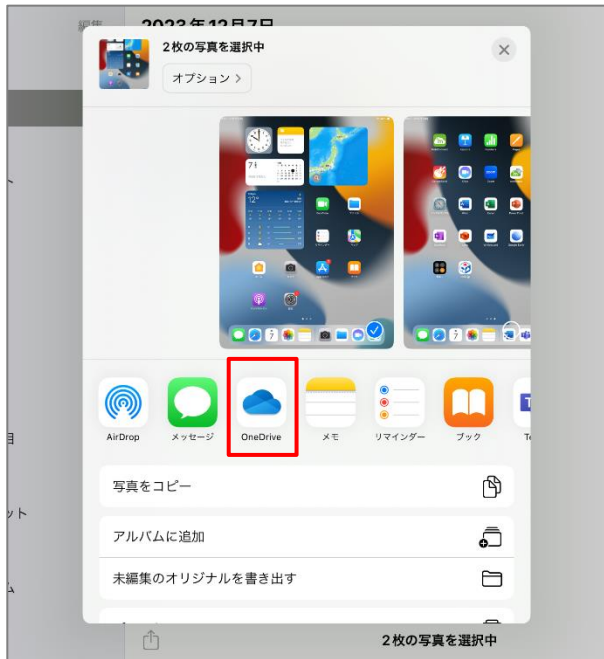 編集
2023年12月7日
2枚の写真を選択中
オプション >
AirDrop
メッセージ
OneDrive
メモ
リマインダー
ブック
写真をコピー
アルバムに追加
未編集のオリジナルを書き出す
2枚の写真を選択中